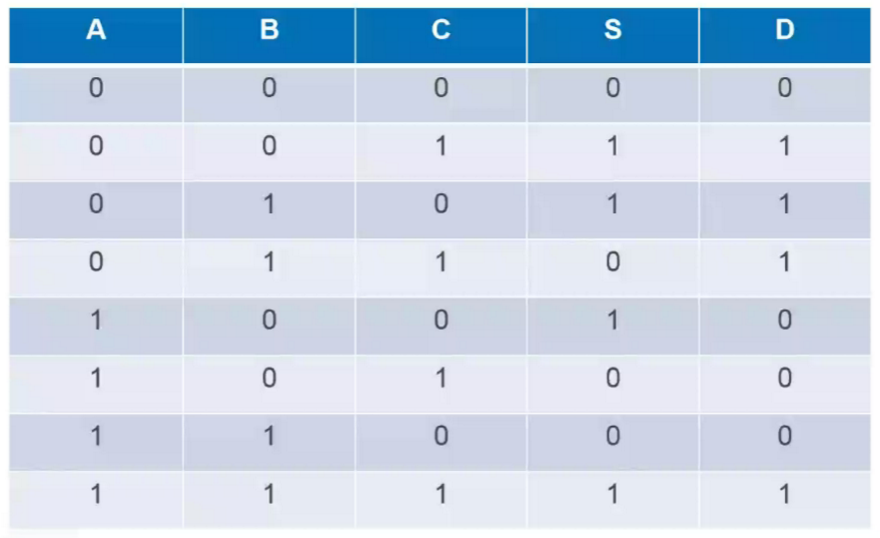 A B C S D
0 0 0 0 0
0 0 1 1 1
0 1 0 1 1
0 1 1 0 1
1 0 0 1 0
1 0 1 0 0
1 1 0 0 0
1 1 1 1 1